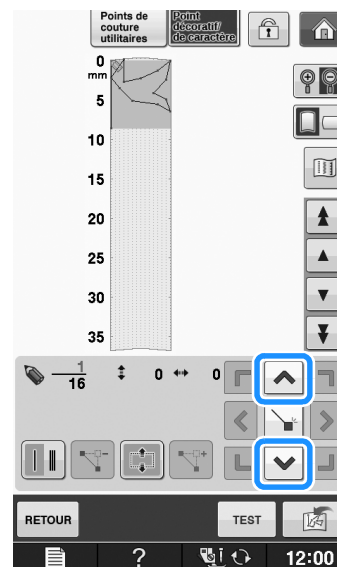 Points de
couture
utilitaires
Point
décoratif/
de caractère
0
mm
5
10
15
20
25
30
35
1
16
0
0
RETOUR
TEST
?
12:00